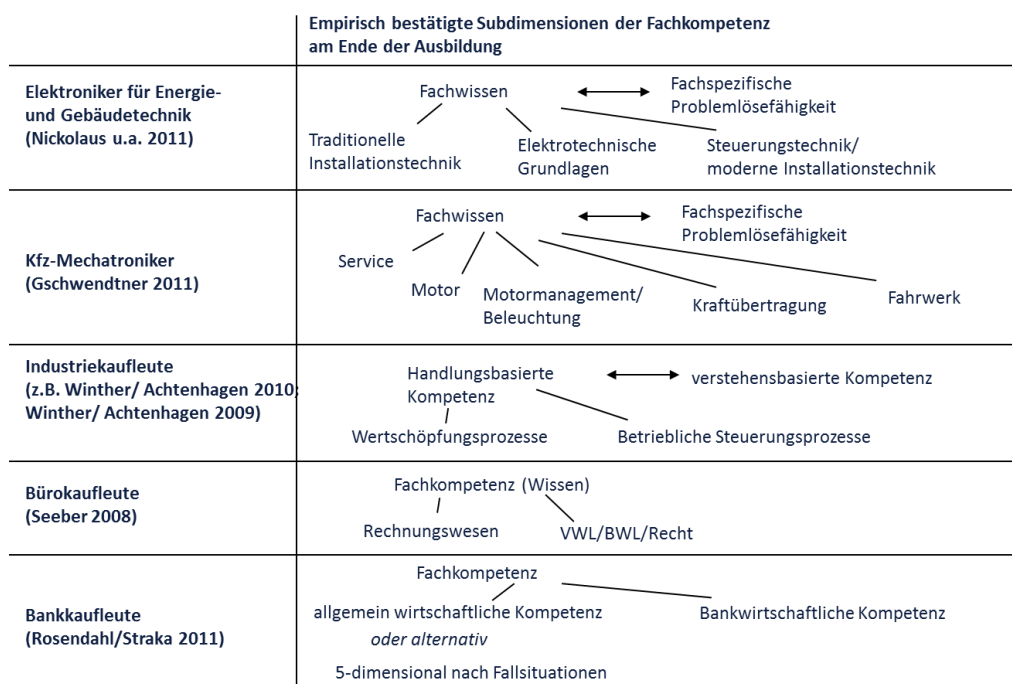 Empirisch bestätigte Subdimensionen der Fachkompetenz
am Ende der Ausbildung
Elektroniker für Energie-
und Gebäudetechnik
(Nickolaus u.a. 2011)
Fachwissen
Fachspezifische
Problemlösefähigkeit
Traditionelle
Installationstechnik
Elektrotechnische
Grundlagen
Steuerungstechnik/
moderne Installationstechnik
Kfz-Mechatroniker
(Gschwendtner 2011)
Fachwissen
Fachspezifische
Problemlösefähigkeit
Service
Motor
Motormanagement/
Beleuchtung
Kraftübertragung
Fahrwerk
Industriekaufleute
(z.B. Winther/ Achtenhagen 2010;
Winther/ Achtenhagen 2009)
Handlungsbasierte
Kompetenz
verstehensbasierte Kompetenz
Wertschöpfungsprozesse
Betriebliche Steuerungsprozesse
Bürokaufleute
(Seeber 2008)
Fachkompetenz (Wissen)
Rechnungswesen
VWL/BWL/Recht
Bankkaufleute
(Rosendahl/Straka 2011)
Fachkompetenz
allgemein wirtschaftliche Kompetenz
Bankwirtschaftliche Kompetenz
oder alternativ
5-dimensional nach Fallsituationen